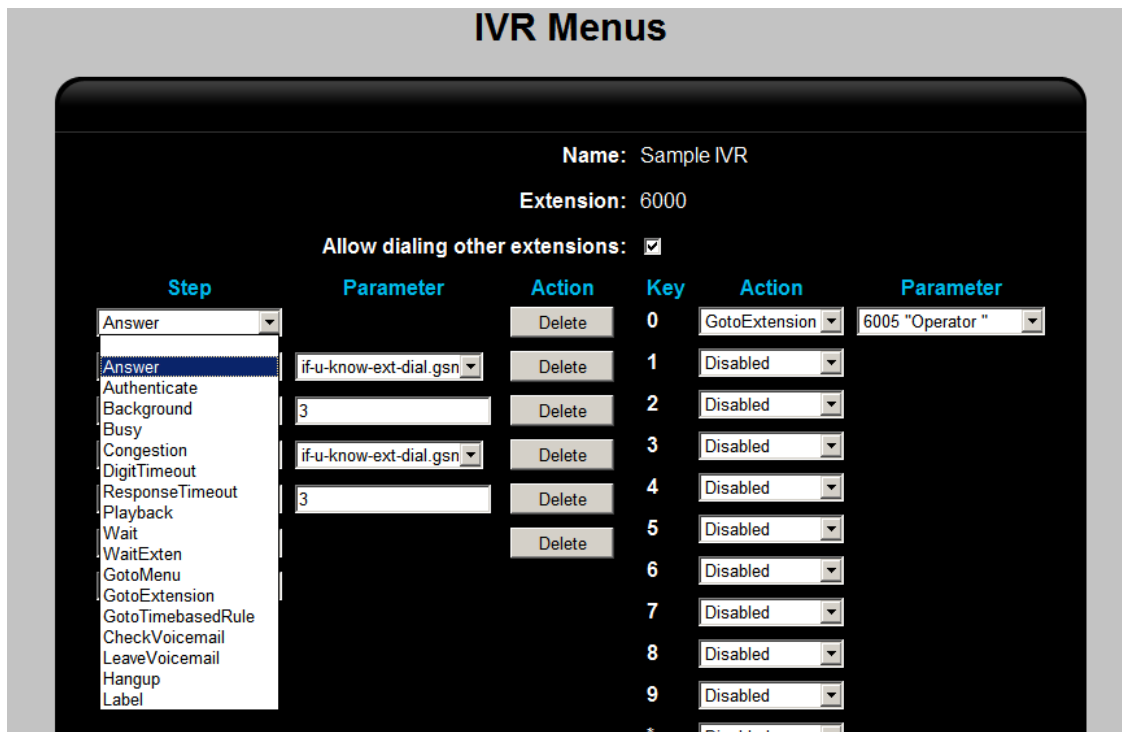 IVR Menus
Name: Sample IVR
Extension: 6000
Allow dialing other extensions:
Step Parameter Action Key Action Parameter
Answer Delete 0 GotoExtension 6005 "Operator "
Answer if-u-know-ext-dial.gsn Delete 1 Disabled
Authenticate
Background 3 Delete 2 Disabled
Busy
Congestion if-u-know-ext-dial.gsn Delete 3 Disabled
DigitTimeout
ResponseTimeout 3 Delete 4 Disabled
Playback
Wait Delete 5 Disabled
WaitExten
GotoMenu 6 Disabled
GotoExtension
GotoTimebasedRule 7 Disabled
CheckVoicemail
LeaveVoicemail 8 Disabled
Hangup
Label 9 Disabled
*